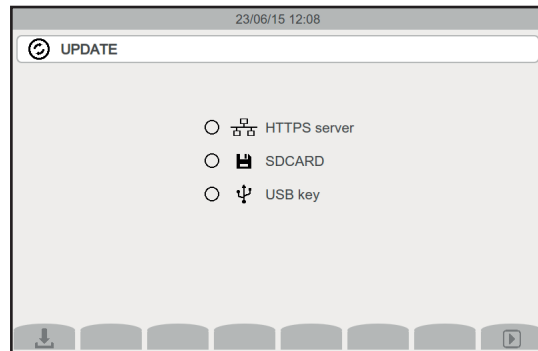 23/06/15 12:08
UPDATE
HTTPS server
SDCARD
USB key